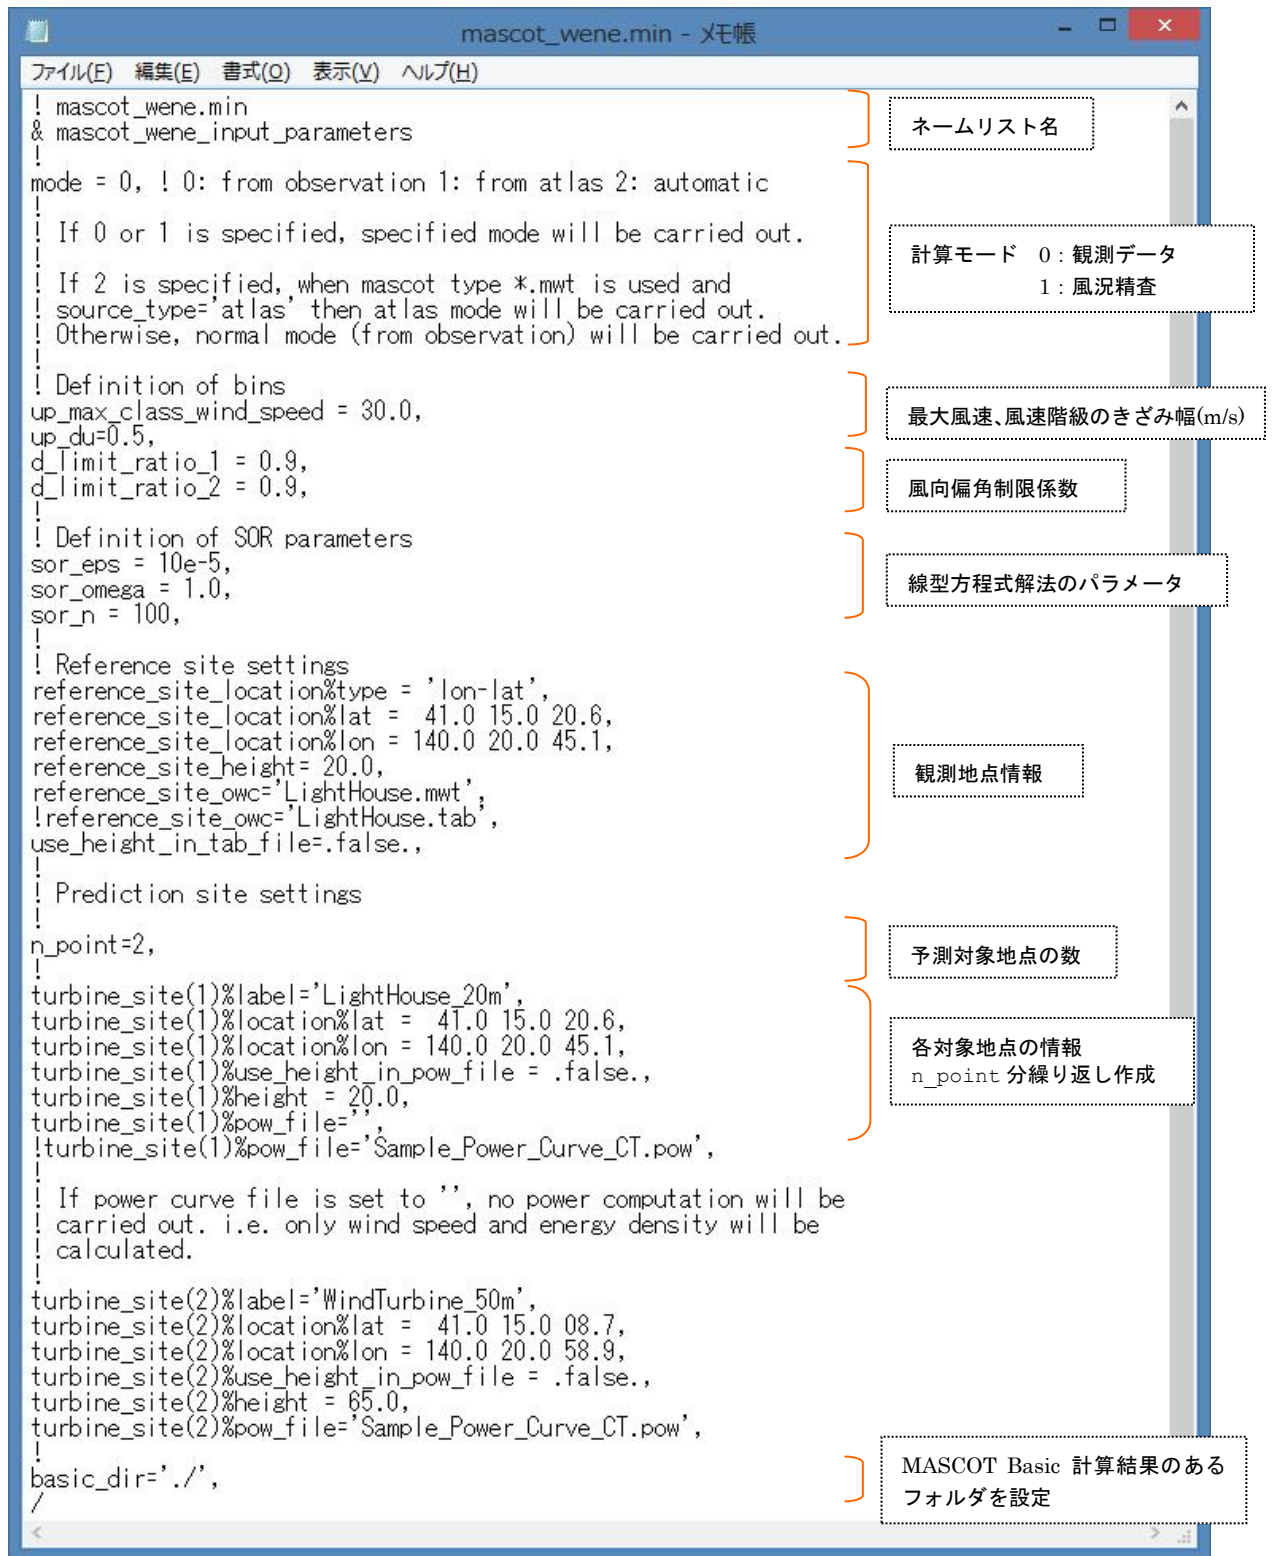 mascot_wene.min - メモ帳
ファイル(F) 編集(E) 書式(O) 表示(V) ヘルプ(H)
! mascot_wene.min
& mascot_wene_input_parameters
!
ネームリスト名
mode = 0, ! 0: from observation 1: from atlas 2: automatic
!
! If 0 or 1 is specified, specified mode will be carried out.
!
! If 2 is specified, when mascot type *.mwt is used and
! source_type='atlas' then atlas mode will be carried out.
! Otherwise, normal mode (from observation) will be carried out.
!
計算モード 0：観測データ
1：風況精査
! Definition of bins
up_max_class_wind_speed = 30.0,
up_du=0.5,
最大風速、風速階級のきざみ幅(m/s)
d_limit_ratio_1 = 0.9,
d_limit_ratio_2 = 0.9,
!
風向偏角制限係数
! Definition of SOR parameters
sor_eps = 10e-5,
sor_omega = 1.0,
sor_n = 100,
!
線型方程式解法のパラメータ
! Reference site settings
reference_site_location%type = 'lon-lat',
reference_site_location%lat =  41.0 15.0 20.6,
reference_site_location%lon = 140.0 20.0 45.1,
reference_site_height= 20.0,
reference_site_owc='LightHouse.mwt',
!reference_site_owc='LightHouse.tab',
use_height_in_tab_file=.false.,
!
観測地点情報
! Prediction site settings
!
n_point=2,
!
予測対象地点の数
turbine_site(1)%label='LightHouse_20m',
turbine_site(1)%location%lat =  41.0 15.0 20.6,
turbine_site(1)%location%lon = 140.0 20.0 45.1,
turbine_site(1)%use_height_in_pow_file = .false.,
turbine_site(1)%height = 20.0,
turbine_site(1)%pow_file='',
!turbine_site(1)%pow_file='Sample_Power_Curve_CT.pow',
!
各対象地点の情報
n_point 分繰り返し作成
! If power curve file is set to '', no power computation will be
! carried out. i.e. only wind speed and energy density will be
! calculated.
!
turbine_site(2)%label='WindTurbine_50m',
turbine_site(2)%location%lat =  41.0 15.0 08.7,
turbine_site(2)%location%lon = 140.0 20.0 58.9,
turbine_site(2)%use_height_in_pow_file = .false.,
turbine_site(2)%height = 65.0,
turbine_site(2)%pow_file='Sample_Power_Curve_CT.pow',
!
basic_dir='./',
/
MASCOT Basic 計算結果のある
フォルダを設定